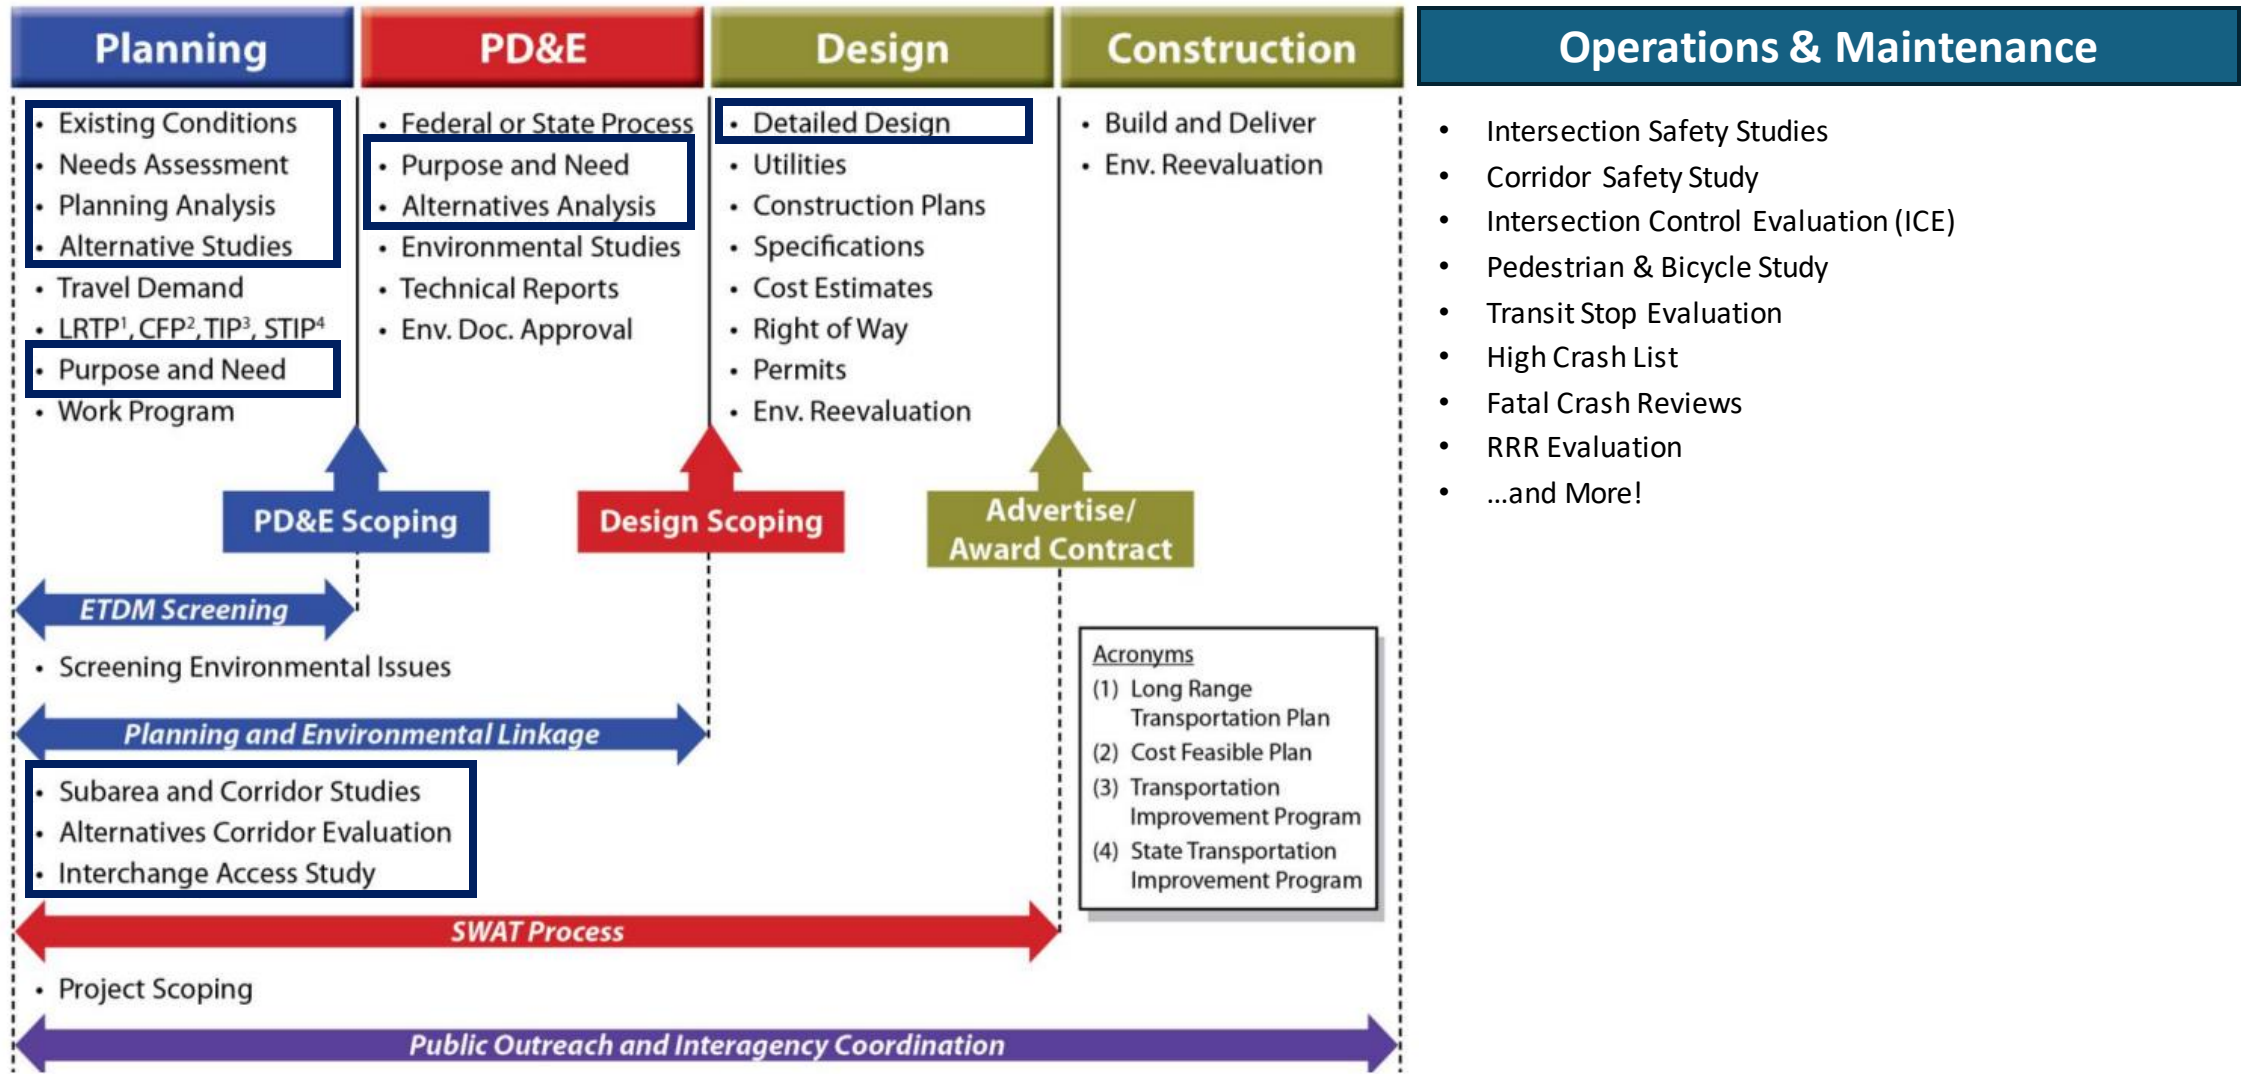 Planning
• Existing Conditions
• Needs Assessment
• Planning Analysis
• Alternative Studies
• Travel Demand
• LRTP¹, CFP², TIP³, STIP⁴
• Purpose and Need
• Work Program
PD&E
• Federal or State Process
• Purpose and Need
• Alternatives Analysis
• Environmental Studies
• Technical Reports
• Env. Doc. Approval
Design
• Detailed Design
• Utilities
• Construction Plans
• Specifications
• Cost Estimates
• Right of Way
• Permits
• Env. Reevaluation
Construction
• Build and Deliver
• Env. Reevaluation
Operations & Maintenance
• Intersection Safety Studies
• Corridor Safety Study
• Intersection Control Evaluation (ICE)
• Pedestrian & Bicycle Study
• Transit Stop Evaluation
• High Crash List
• Fatal Crash Reviews
• RRR Evaluation
• …and More!
PD&E Scoping
Design Scoping
Advertise/
Award Contract
ETDM Screening
• Screening Environmental Issues
Planning and Environmental Linkage
• Subarea and Corridor Studies
• Alternatives Corridor Evaluation
• Interchange Access Study
SWAT Process
• Project Scoping
Public Outreach and Interagency Coordination
Acronyms
(1) Long Range
Transportation Plan
(2) Cost Feasible Plan
(3) Transportation
Improvement Program
(4) State Transportation
Improvement Program